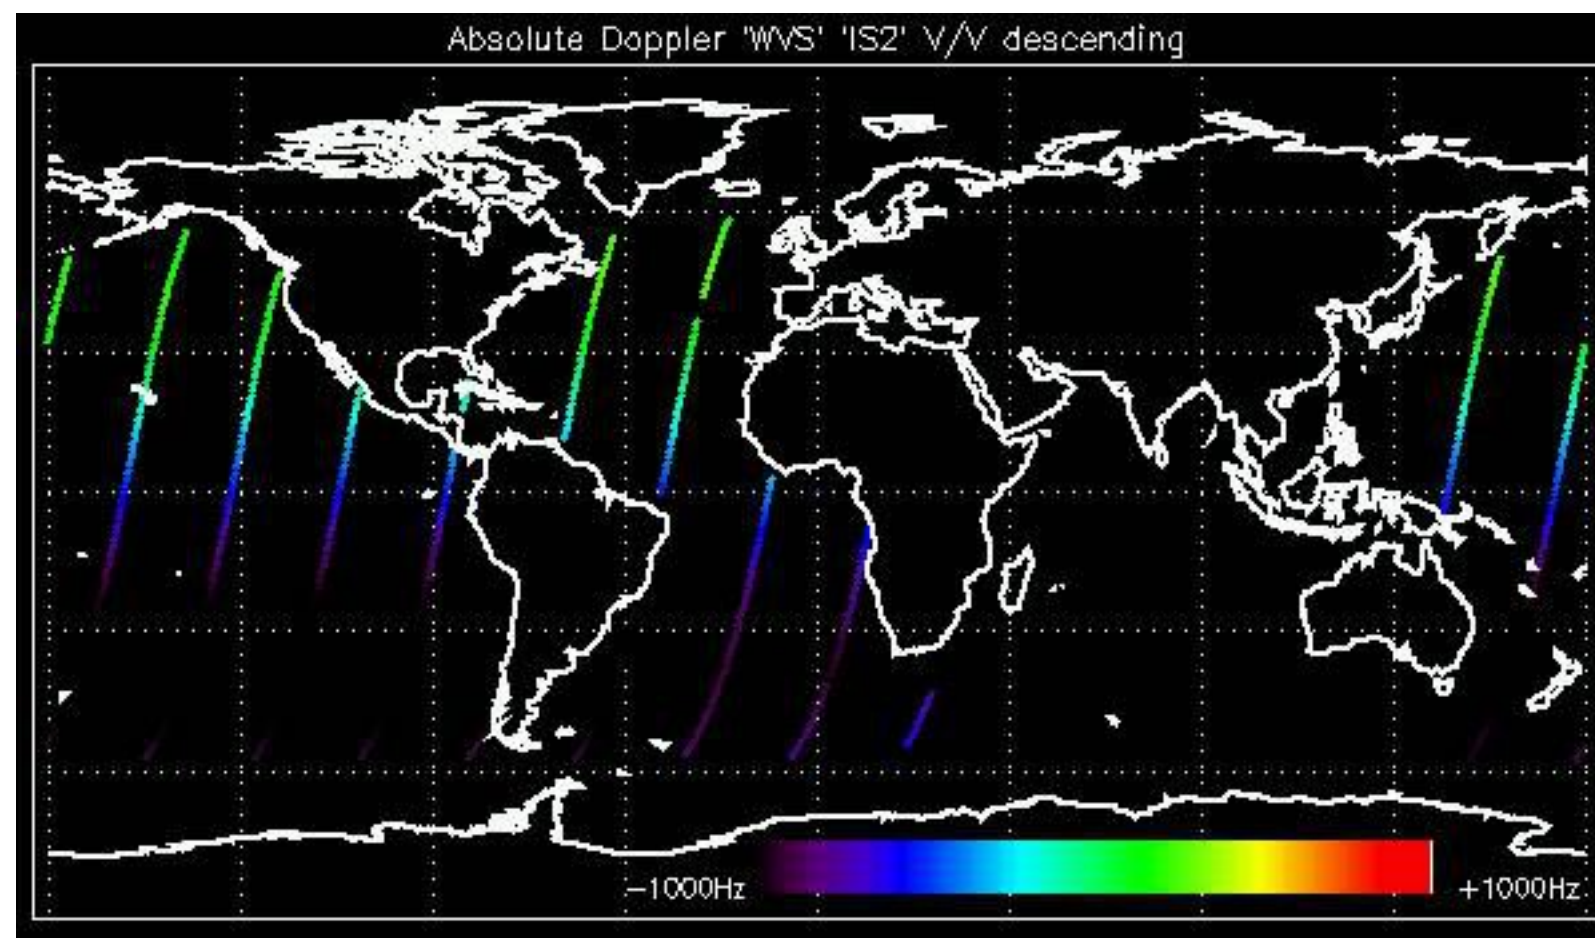 Absolute Doppler 'WVS' 'IS2' V/V descending
−1000Hz
+1000Hz